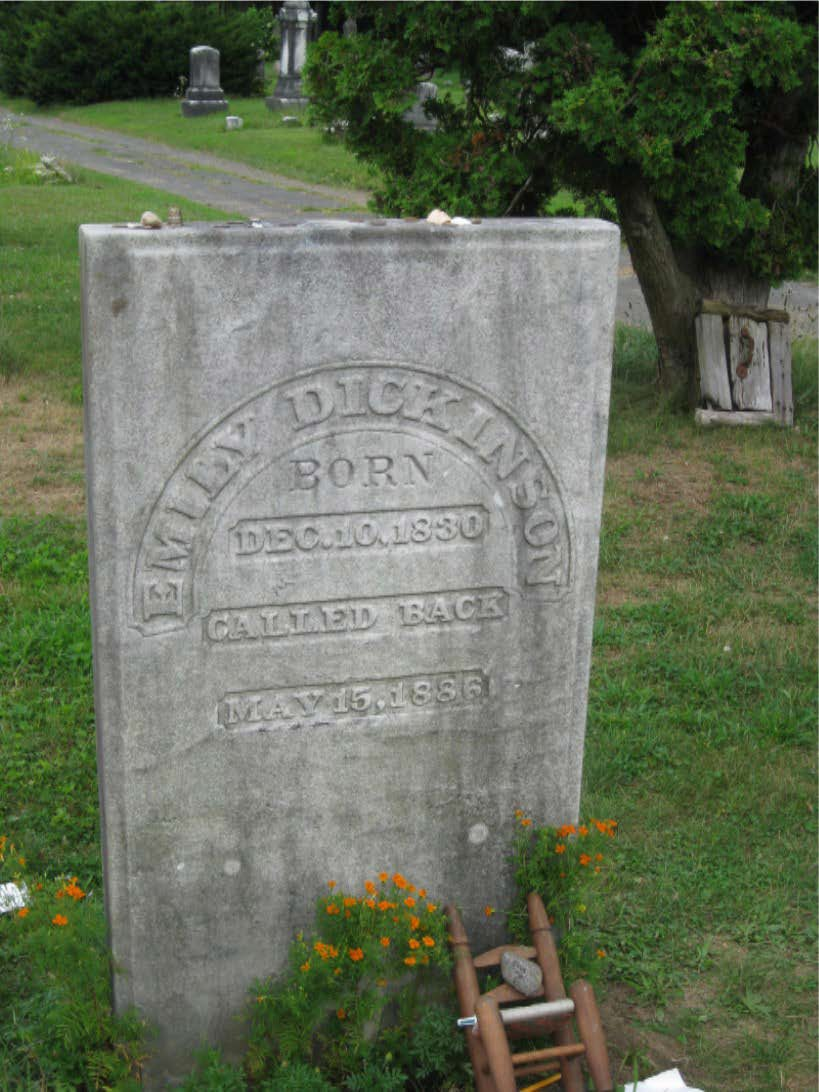 EMILY DICKINSON
BORN
DEC. 10. 1830
CALLED BACK
MAY 15, 1886